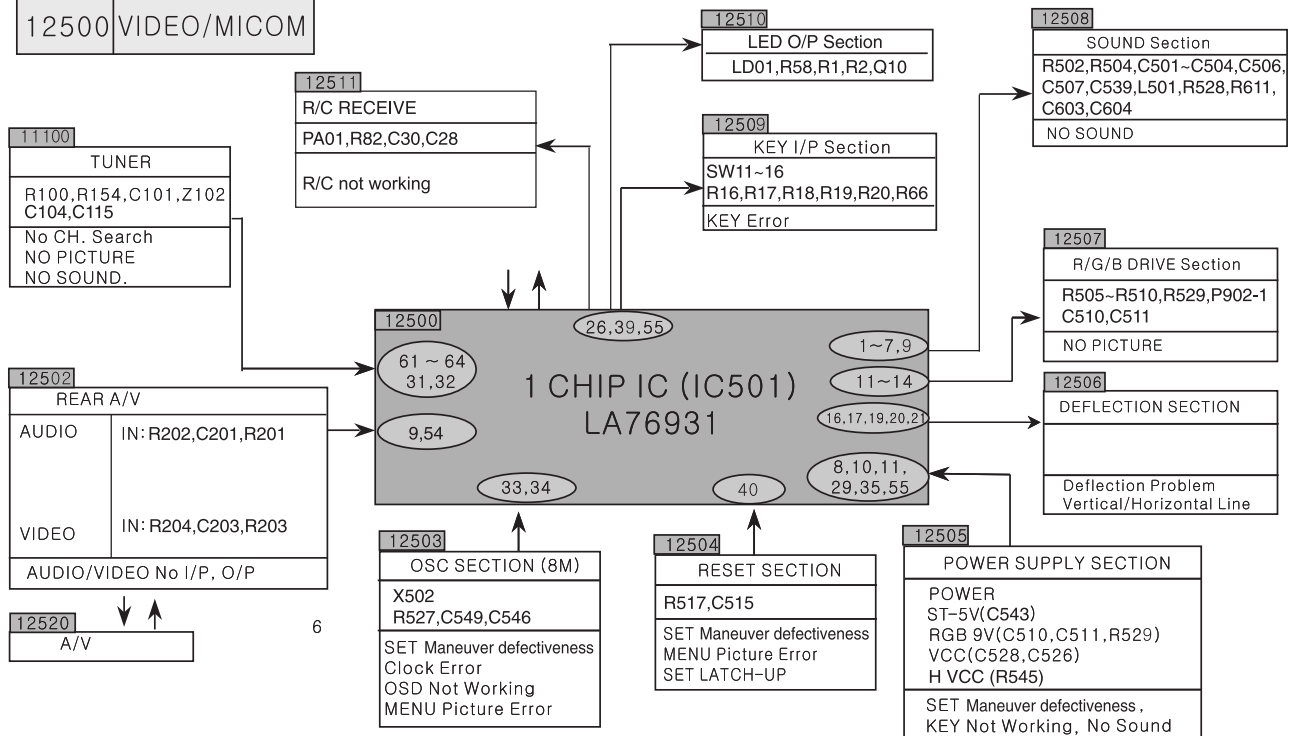 12500 VIDEO/MICOM
12511
R/C RECEIVE
PA01,R82,C30,C28
R/C not working
12510
LED O/P Section
LD01,R58,R1,R2,Q10
12509
KEY I/P Section
SW11~16
R16,R17,R18,R19,R20,R66
KEY Error
12508
SOUND Section
R502,R504,C501~C504,C506,
C507,C539,L501,R528,R611,
C603,C604
NO SOUND
11100
TUNER
R100,R154,C101,Z102
C104,C115
No CH. Search
NO PICTURE
NO SOUND.
12507
R/G/B DRIVE Section
R505~R510,R529,P902-1
C510,C511
NO PICTURE
12500
26,39,55
61 ~ 64
31,32
1~7,9
11~14
16,17,19,20,21
9,54
8,10,11,
29,35,55
33,34
40
1 CHIP IC (IC501)
LA76931
12502
REAR A/V
AUDIO
IN: R202,C201,R201
VIDEO
IN: R204,C203,R203
AUDIO/VIDEO No I/P, O/P
12506
DEFLECTION SECTION
Deflection Problem
Vertical/Horizontal Line
12503
OSC SECTION (8M)
X502
R527,C549,C546
SET Maneuver defectiveness
Clock Error
OSD Not Working
MENU Picture Error
12504
RESET SECTION
R517,C515
SET Maneuver defectiveness
MENU Picture Error
SET LATCH-UP
12505
POWER SUPPLY SECTION
POWER
ST-5V(C543)
RGB 9V(C510,C511,R529)
VCC(C528,C526)
H VCC (R545)
SET Maneuver defectiveness,
KEY Not Working, No Sound
12520
A/V
6